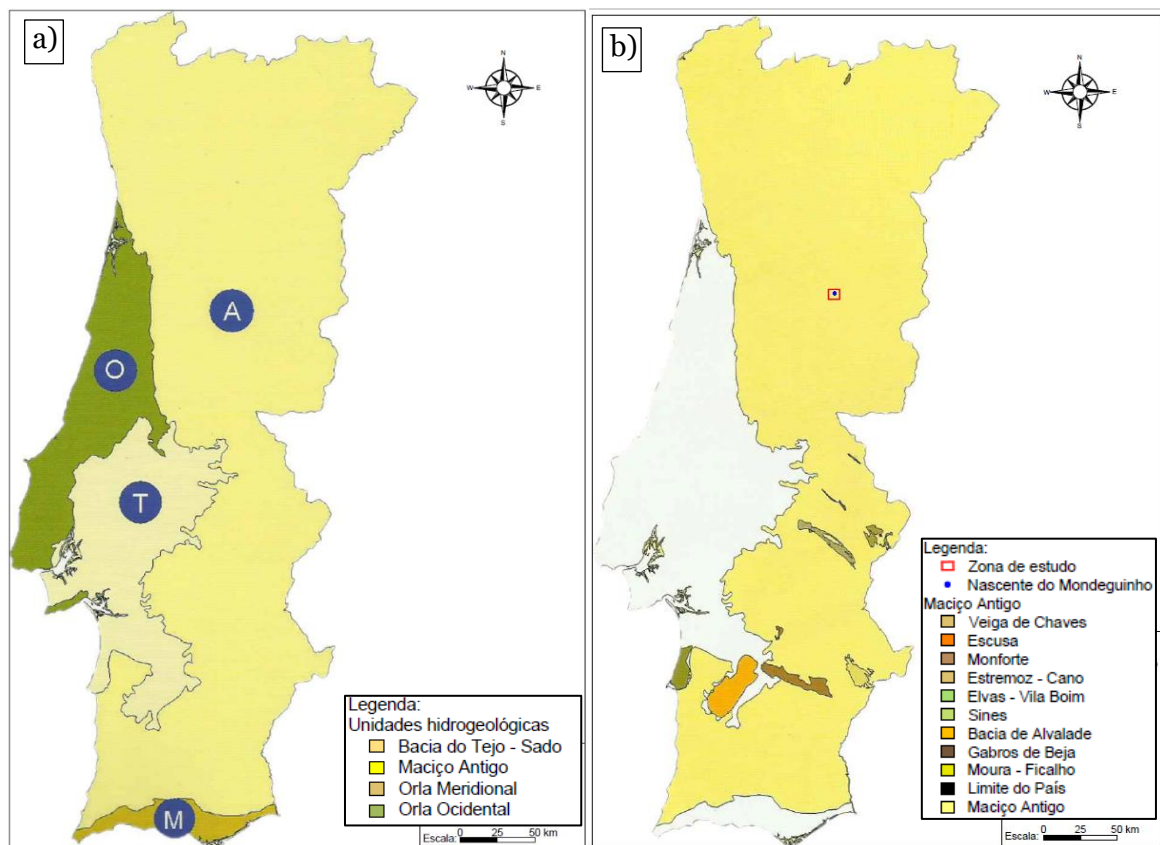 a)
N
W
E
S
A
O
T
M
Legenda:
Unidades hidrogeológicas
Bacia do Tejo - Sado
Maciço Antigo
Orla Meridional
Orla Ocidental
Escala: 0 25 50 km
b)
N
W
E
S
Legenda:
Zona de estudo
Nascente do Mondeguinho
Maciço Antigo
Veiga de Chaves
Escusa
Monforte
Estremoz - Cano
Elvas - Vila Boim
Sines
Bacia de Alvalade
Gabros de Beja
Moura - Ficalho
Limite do País
Maciço Antigo
Escala: 0 25 50 km